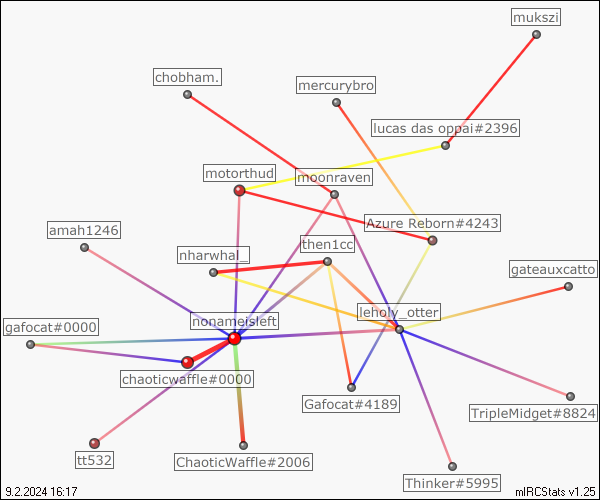 mukszi
chobham.
mercurybro
lucas das oppai#2396
motorthud
moonraven
Azure Reborn#4243
amah1246
then1cc
nharwhal_
gateauxcatto
leholy_otter
nonameisleft
gafocat#0000
chaoticwaffle#0000
Gafocat#4189
TripleMidget#8824
tt532
ChaoticWaffle#2006
Thinker#5995
9.2.2024 16:17
mIRCStats v1.25